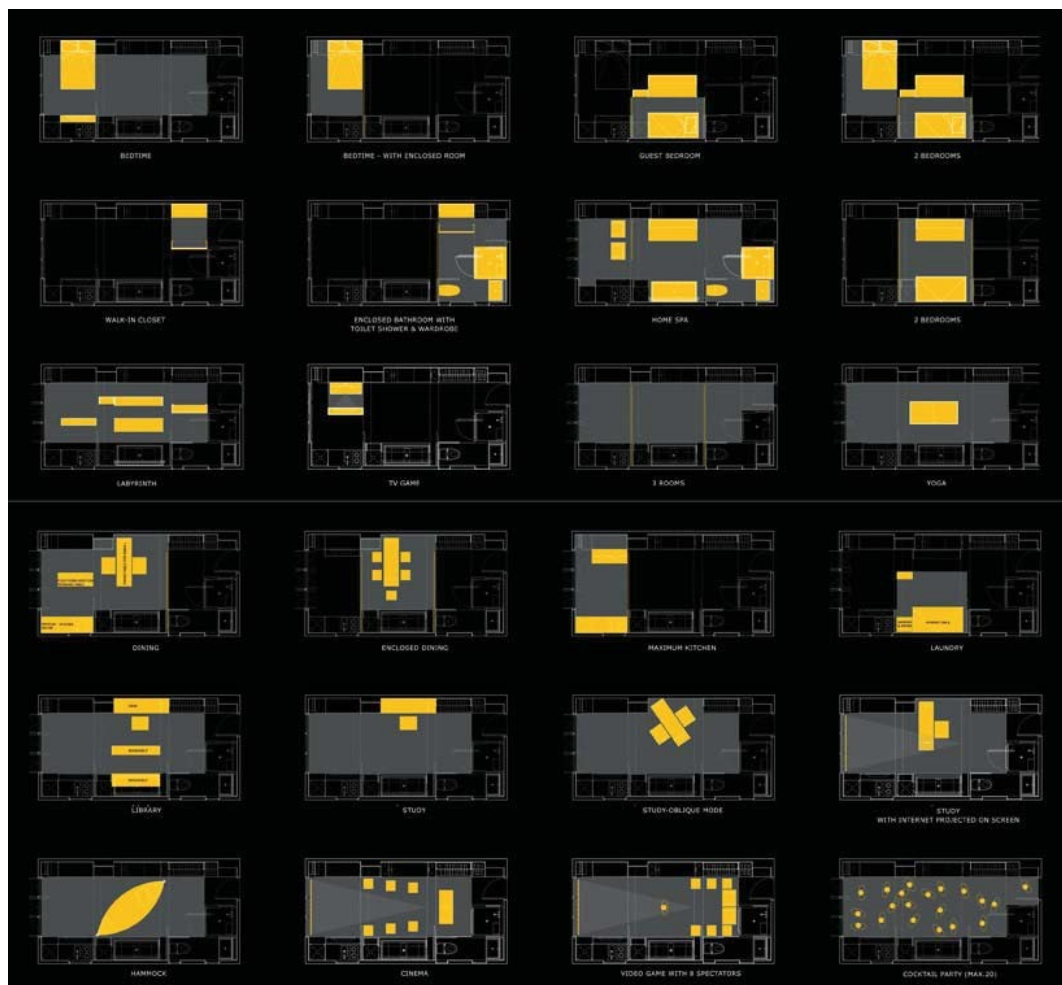 BEDTIME
BEDTIME - WITH ENCLOSED ROOM
GUEST BEDROOM
2 BEDROOMS
WALK-IN CLOSET
ENCLOSED BATHROOM WITH
TOILET SHOWER & WARDROBE
HOME SPA
2 BEDROOMS
LABYRINTH
TV GAME
3 ROOMS
YOGA
DINING
ENCLOSED DINING
MAXIMUM KITCHEN
LAUNDRY
BOOKSHELF
BOOKSHELF
LIBRARY
STUDY
STUDY-OBLIQUE MODE
STUDY
WITH INTERNET PROJECTED ON SCREEN
HAMMOCK
CINEMA
VIDEO GAME WITH 8 SPECTATORS
COCKTAIL PARTY (MAX.20)